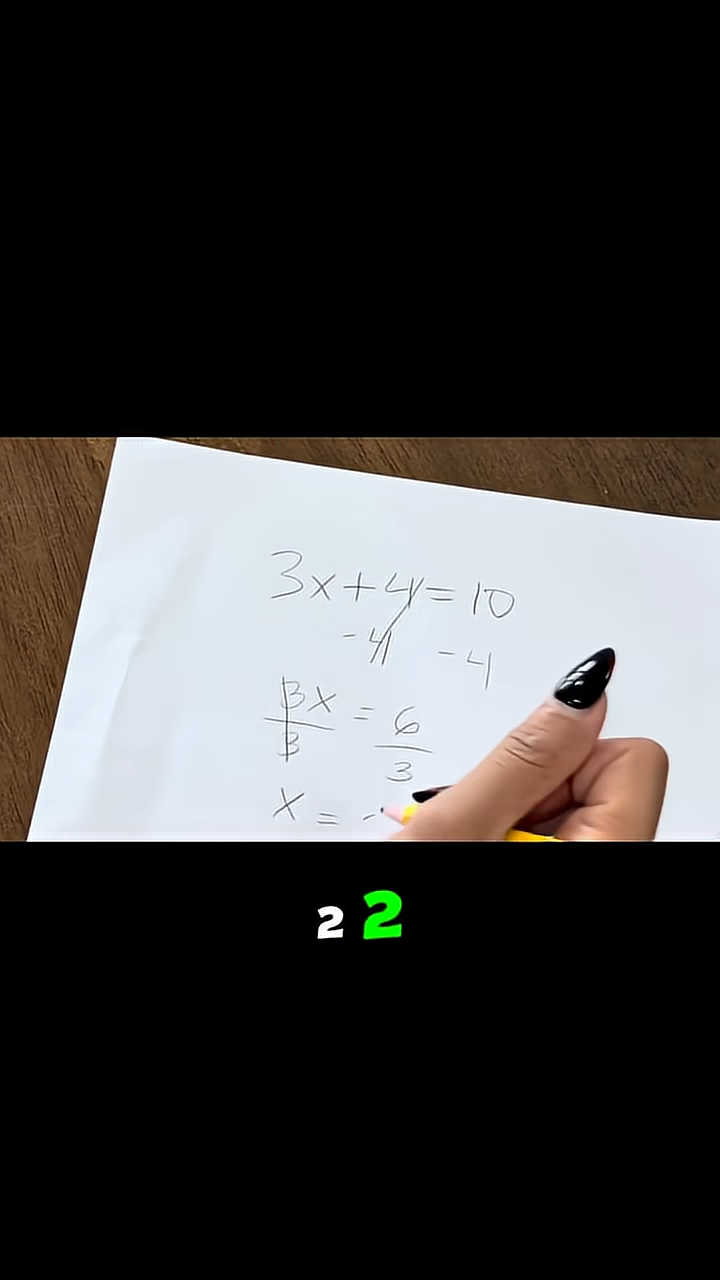 3x+4=10
-4 -4
3x = 6
3 3
x =
2 2